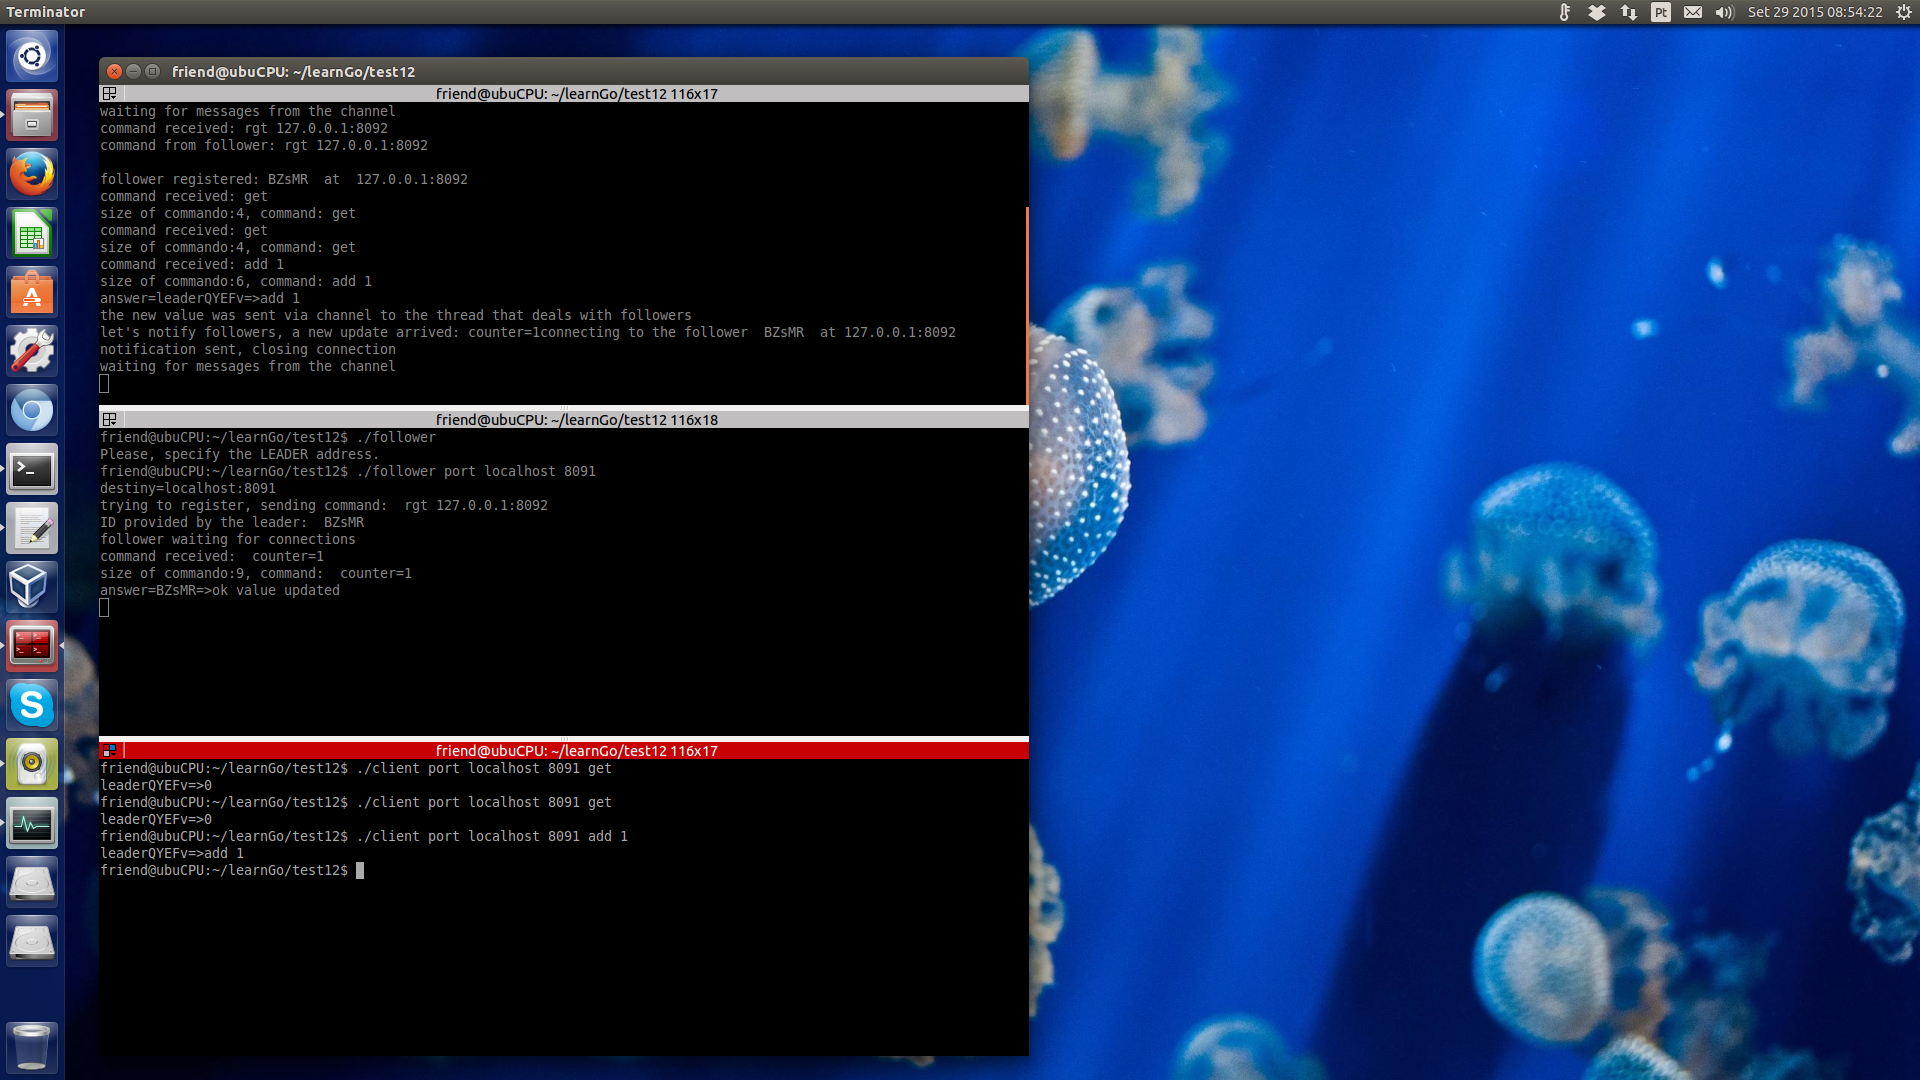 Terminator
Pt
Set 29 2015 08:54:22
friend@ubuCPU: ~/learnGo/test12
friend@ubuCPU: ~/learnGo/test12 116x17
waiting for messages from the channel
command received: rgt 127.0.0.1:8092
command from follower: rgt 127.0.0.1:8092
follower registered: BZsMR  at  127.0.0.1:8092
command received: get
size of commando:4, command: get
command received: get
size of commando:4, command: get
command received: add 1
size of commando:6, command: add 1
answer=leaderQYEFv=>add 1
the new value was sent via channel to the thread that deals with followers
let's notify followers, a new update arrived: counter=1connecting to the follower  BZsMR  at 127.0.0.1:8092
notification sent, closing connection
waiting for messages from the channel
friend@ubuCPU: ~/learnGo/test12 116x18
friend@ubuCPU:~/learnGo/test12$ ./follower
Please, specify the LEADER address.
friend@ubuCPU:~/learnGo/test12$ ./follower port localhost 8091
destiny=localhost:8091
trying to register, sending command:  rgt 127.0.0.1:8092
ID provided by the leader:  BZsMR
follower waiting for connections
command received:  counter=1
size of commando:9, command:  counter=1
answer=BZsMR=>ok value updated
friend@ubuCPU: ~/learnGo/test12 116x17
friend@ubuCPU:~/learnGo/test12$ ./client port localhost 8091 get
leaderQYEFv=>0
friend@ubuCPU:~/learnGo/test12$ ./client port localhost 8091 get
leaderQYEFv=>0
friend@ubuCPU:~/learnGo/test12$ ./client port localhost 8091 add 1
leaderQYEFv=>add 1
friend@ubuCPU:~/learnGo/test12$